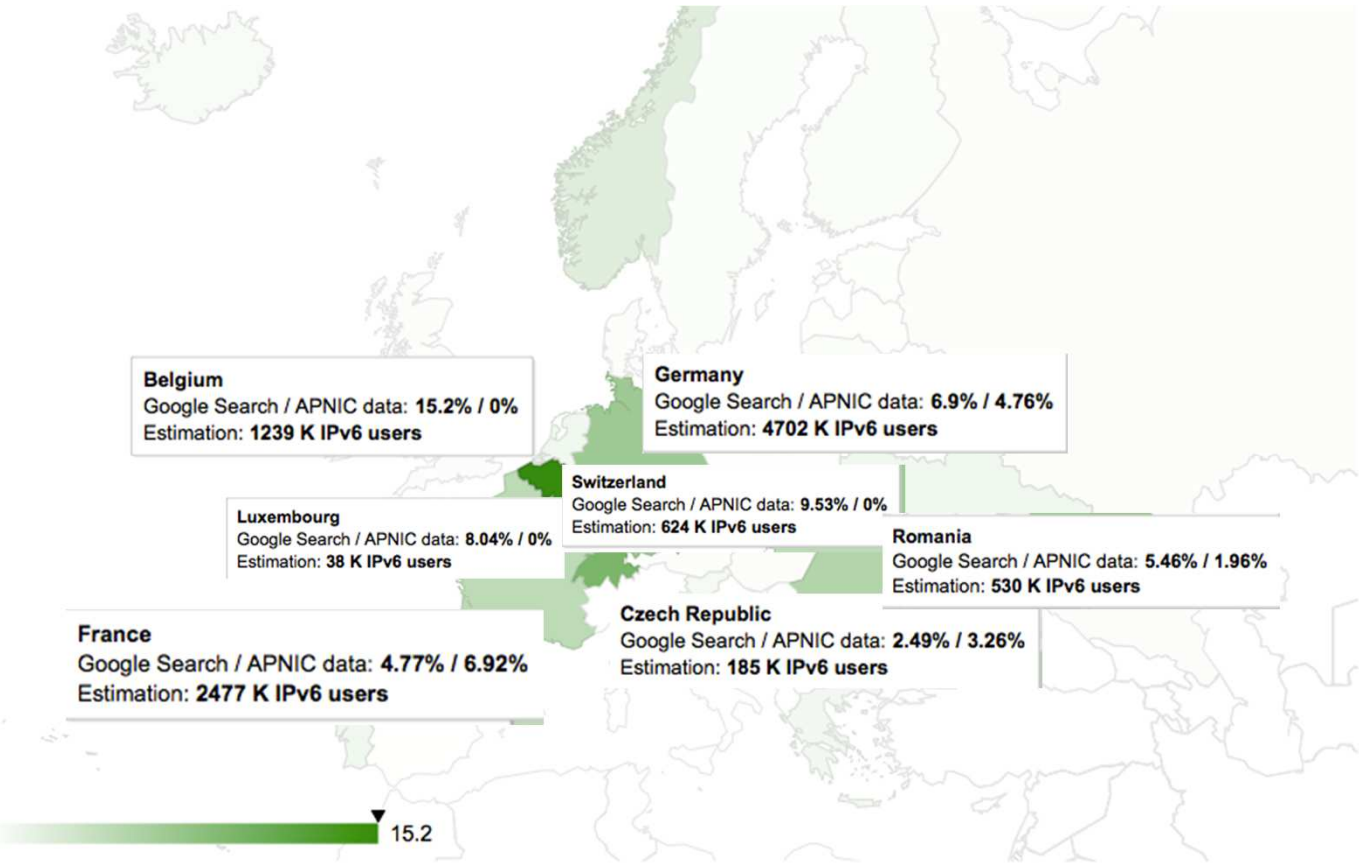 Belgium
Google Search / APNIC data: 15.2% / 0%
Estimation: 1239 K IPv6 users
Germany
Google Search / APNIC data: 6.9% / 4.76%
Estimation: 4702 K IPv6 users
Switzerland
Google Search / APNIC data: 9.53% / 0%
Estimation: 624 K IPv6 users
Luxembourg
Google Search / APNIC data: 8.04% / 0%
Estimation: 38 K IPv6 users
Romania
Google Search / APNIC data: 5.46% / 1.96%
Estimation: 530 K IPv6 users
Czech Republic
Google Search / APNIC data: 2.49% / 3.26%
Estimation: 185 K IPv6 users
France
Google Search / APNIC data: 4.77% / 6.92%
Estimation: 2477 K IPv6 users
15.2